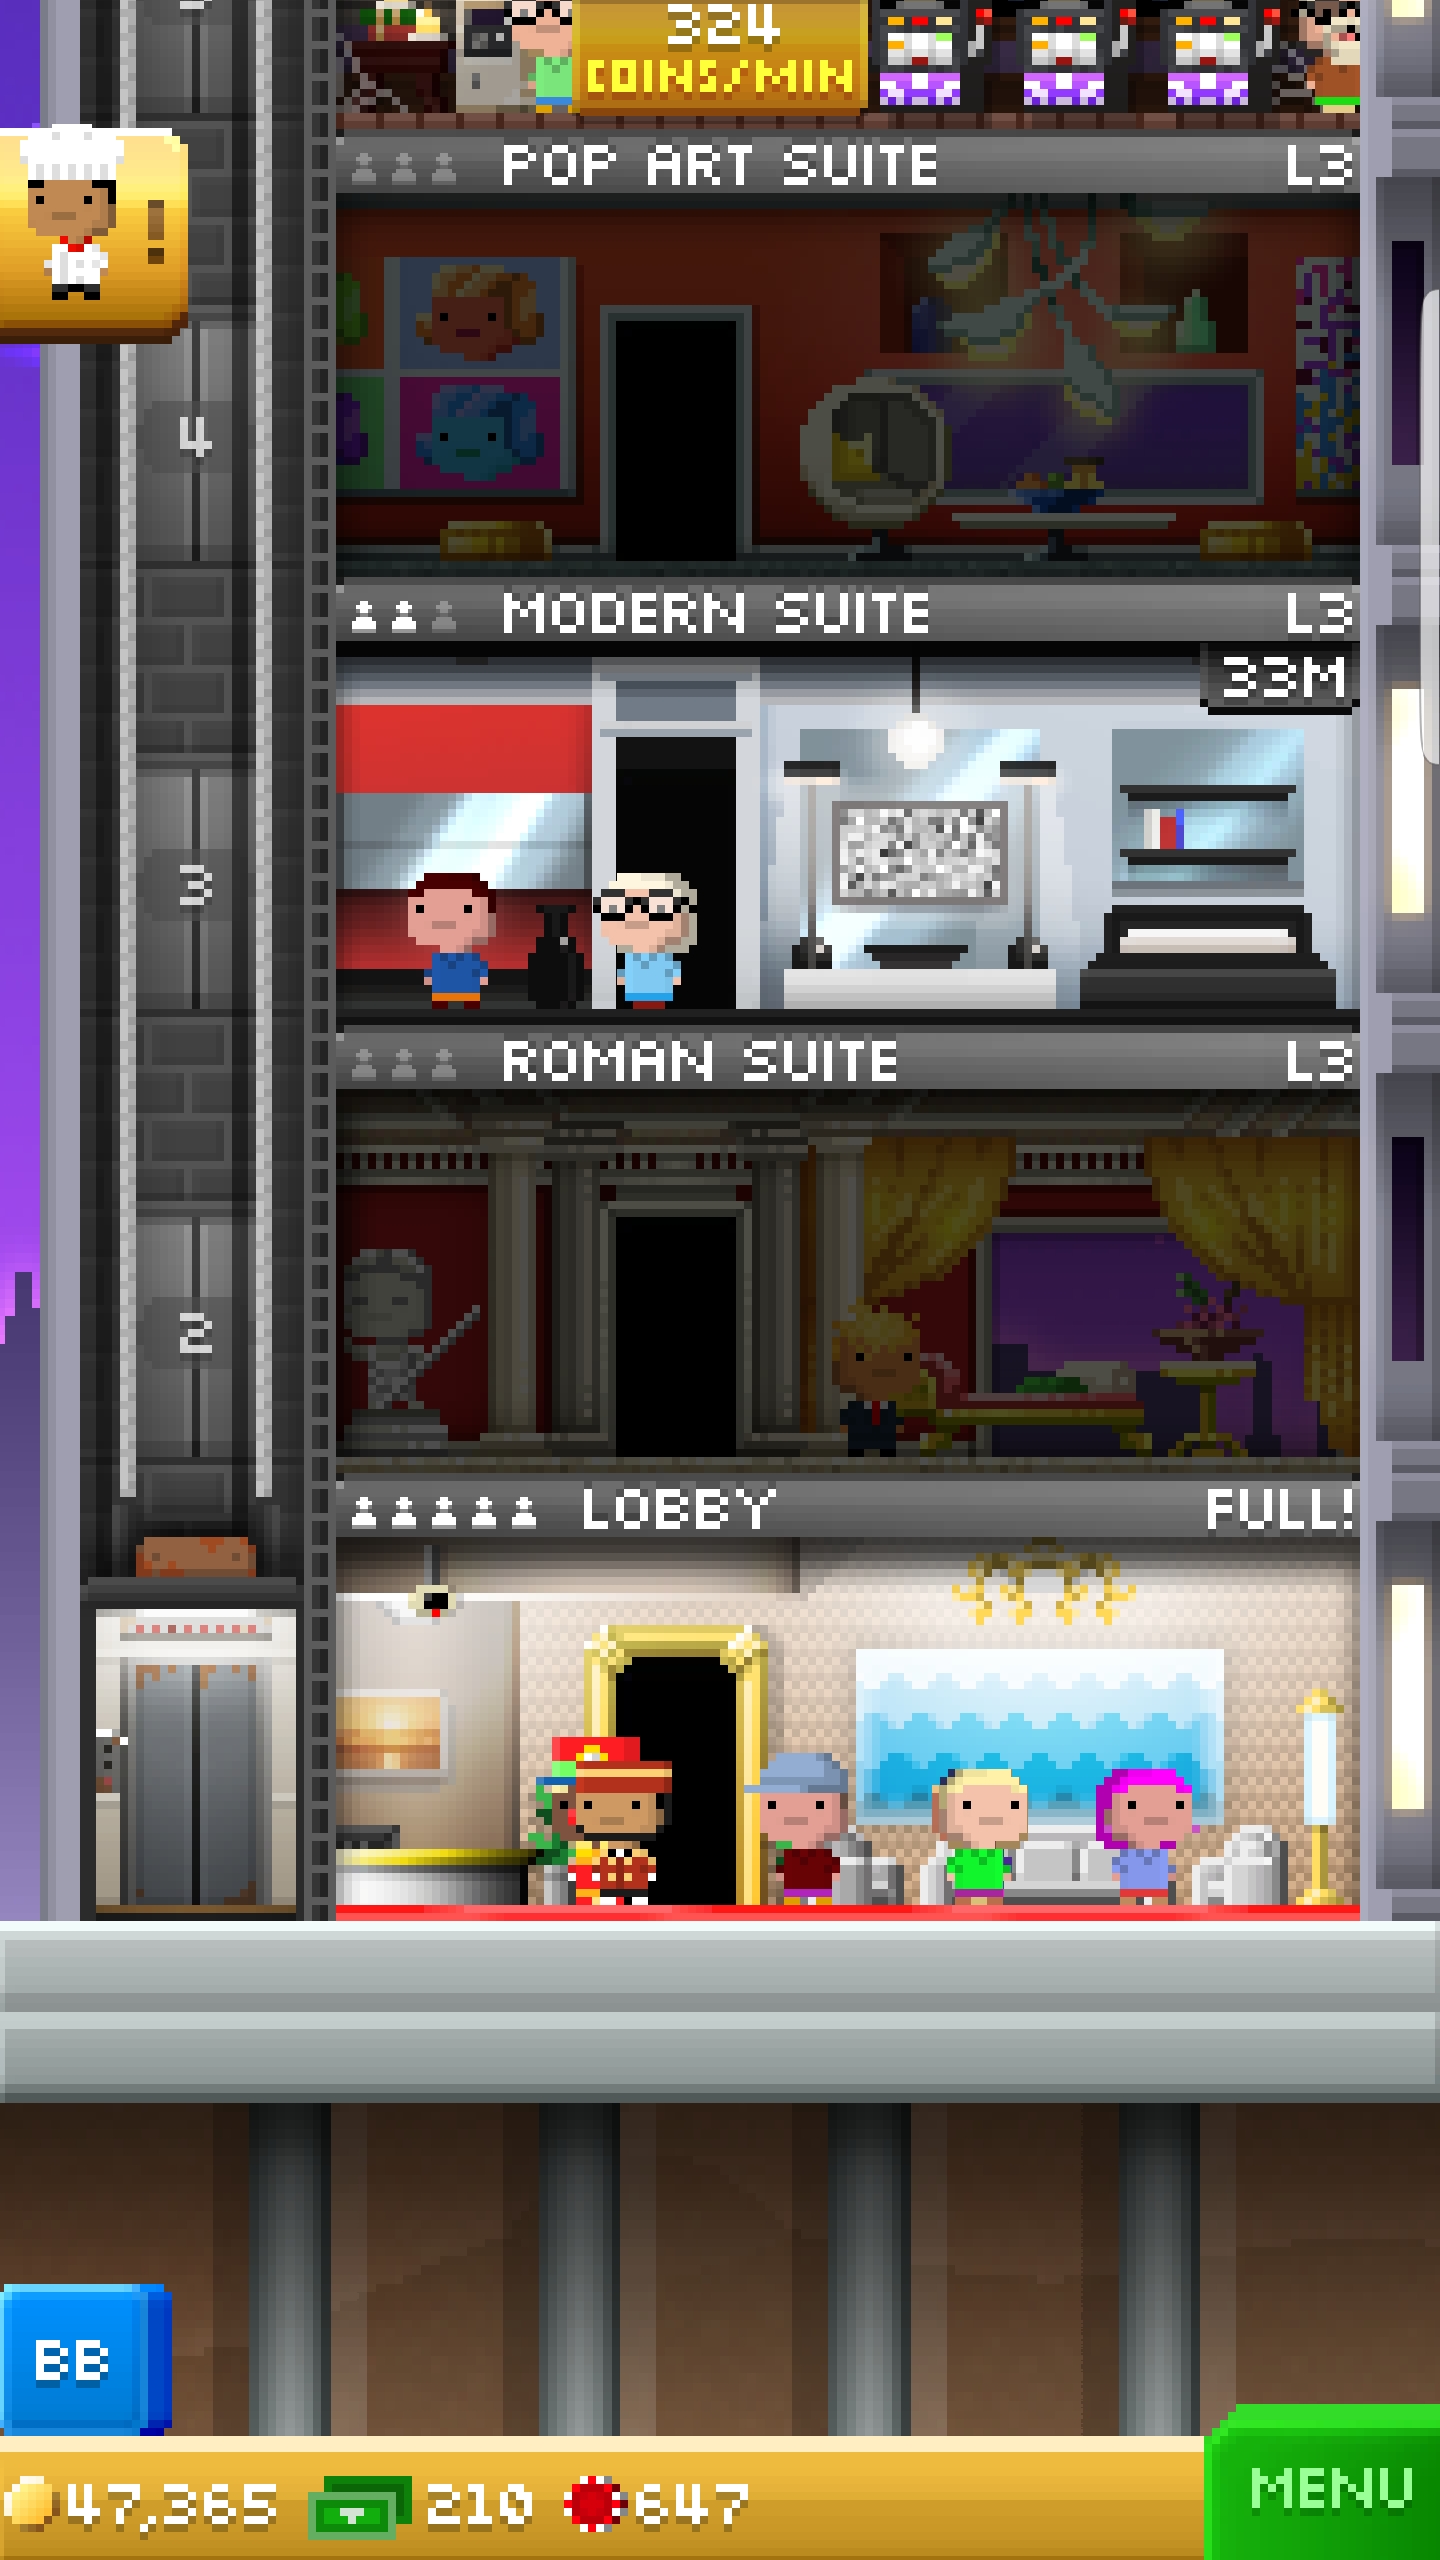 324
COINS/MIN
!
POP ART SUITE L3
4
MODERN SUITE L3
33M
3
ROMAN SUITE L3
2
LOBBY FULL!
BB
47,365 210 647
MENU